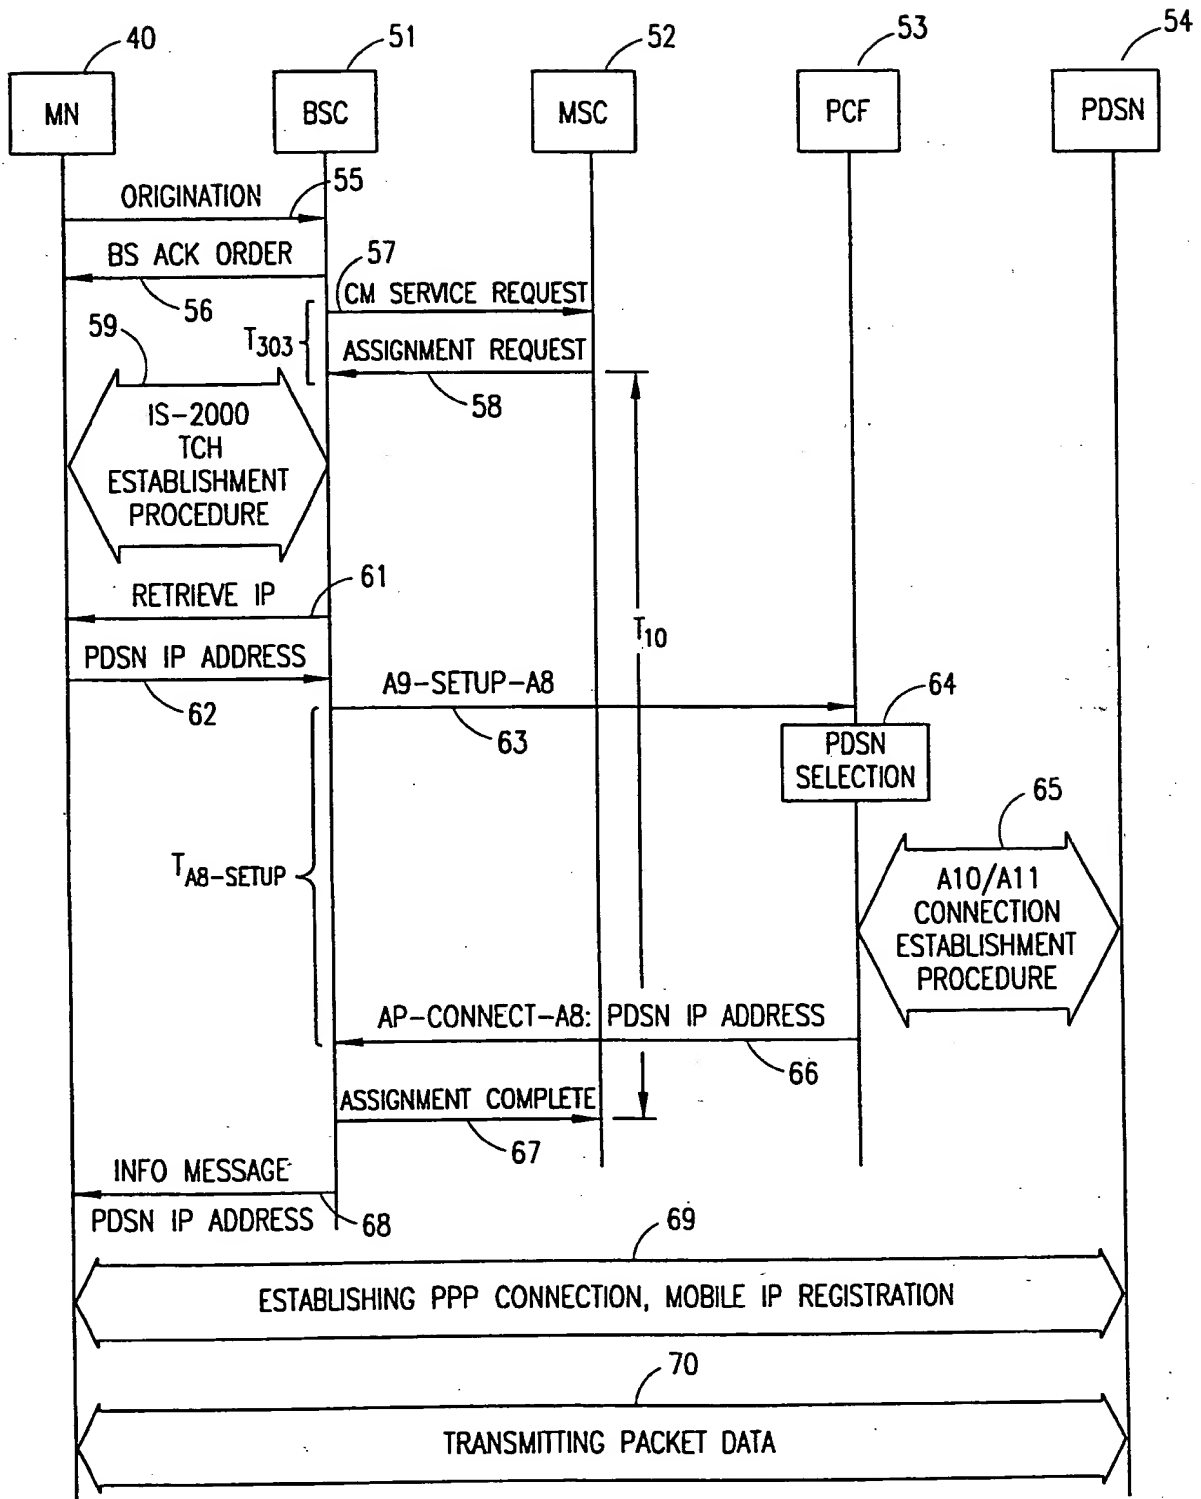 40
51
52
53
54
MN
BSC
MSC
PCF
PDSN
ORIGINATION
55
BS ACK ORDER
56
57
CM SERVICE REQUEST
T303
ASSIGNMENT REQUEST
58
59
IS-2000
TCH
ESTABLISHMENT
PROCEDURE
RETRIEVE IP
61
T10
PDSN IP ADDRESS
62
A9-SETUP-A8
63
64
PDSN
SELECTION
65
A10/A11
CONNECTION
ESTABLISHMENT
PROCEDURE
TA8-SETUP
AP-CONNECT-A8: PDSN IP ADDRESS
66
ASSIGNMENT COMPLETE
67
INFO MESSAGE
PDSN IP ADDRESS
68
69
ESTABLISHING PPP CONNECTION, MOBILE IP REGISTRATION
70
TRANSMITTING PACKET DATA